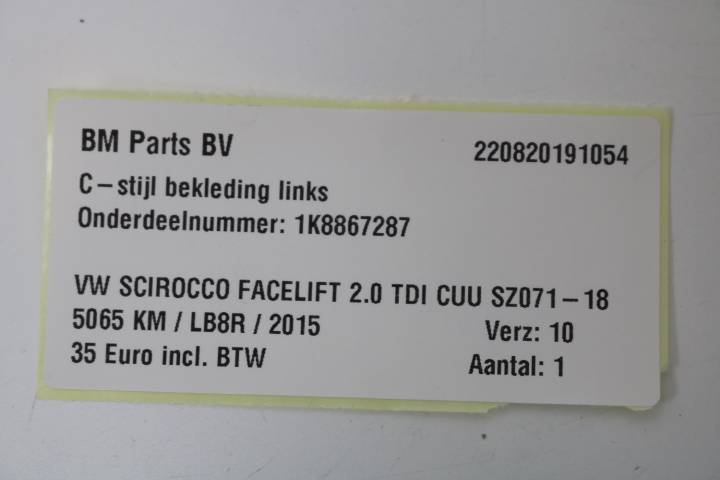 BM Parts BV 220820191054
C-stijl bekleding links
Onderdeelnummer: 1K8867287
VW SCIROCCO FACELIFT 2.0 TDI CUU SZ071-18
5065 KM / LB8R / 2015 Verz: 10
35 Euro incl. BTW Aantal: 1